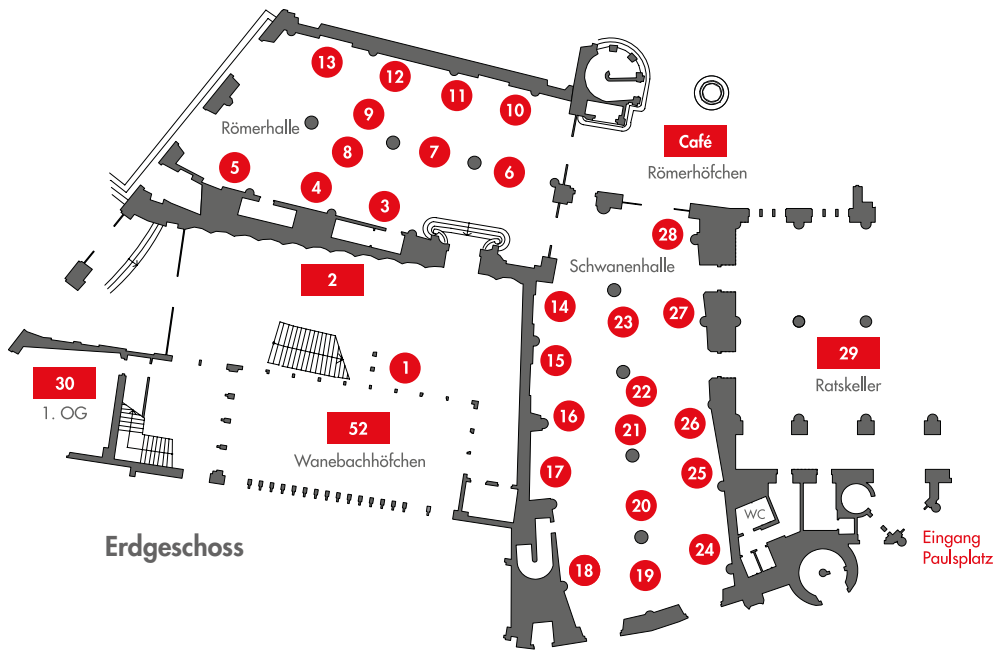 13
12
11
10
9
Römerhalle
8
7
6
5
4
3
Café
Römerhöfchen
28
Schwanenhalle
2
14
23
27
1
15
29
Ratskeller
30
1. OG
22
16
21
26
52
Wanebachhöfchen
17
25
20
WC
Erdgeschoss
24
18
19
Eingang
Paulsplatz